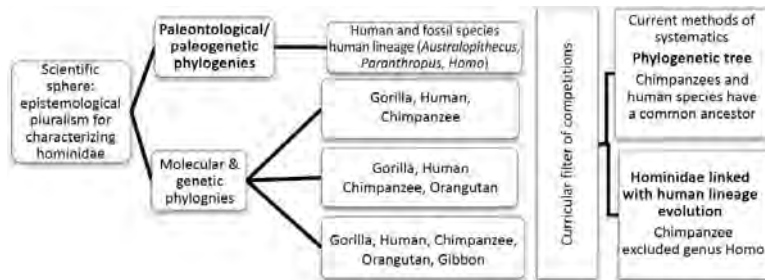 Scientific
sphere:
epistemological
pluralism for
characterizing
hominidae
Paleontological/
paleogenetic
phylogenies
Molecular &
genetic
phylognies
Human and fossil species
human lineage (Australopithecus,
Paranthropus, Homo)
Gorilla, Human,
Chimpanzee
Gorilla, Human
Chimpanzee, Orangutan
Gorilla, Human, Chimpanzee,
Orangutan, Gibbon
Curricular filter of competitions
Current methods of
systematics
Phylogenetic tree
Chimpanzees and
human species have
a common ancestor
Hominidae linked
with human lineage
evolution
Chimpanzee
excluded genus Homo